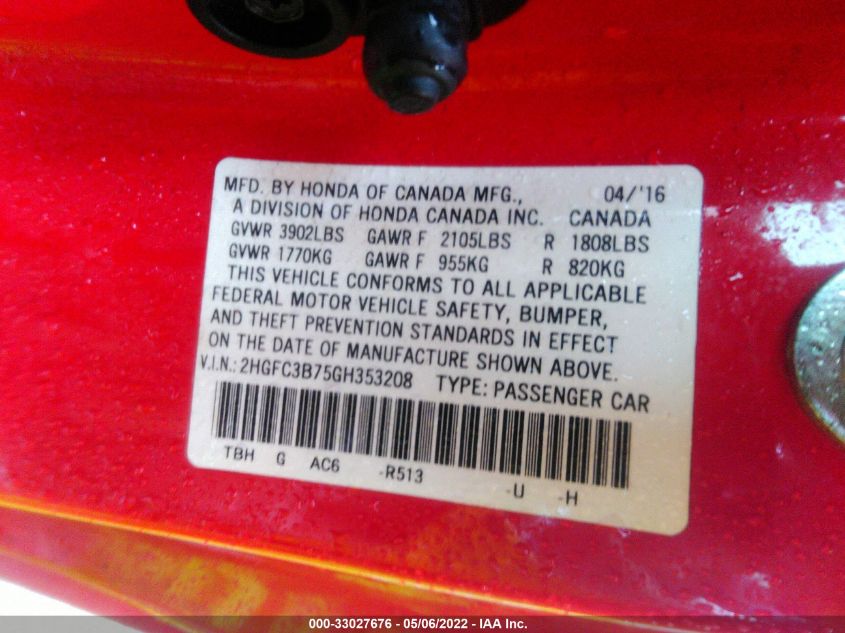 MFD. BY HONDA OF CANADA MFG., 04/'16
A DIVISION OF HONDA CANADA INC. CANADA
GVWR 3902LBS GAWR F 2105LBS R 1808LBS
GVWR 1770KG GAWR F 955KG R 820KG
THIS VEHICLE CONFORMS TO ALL APPLICABLE
FEDERAL MOTOR VEHICLE SAFETY, BUMPER,
AND THEFT PREVENTION STANDARDS IN EFFECT
ON THE DATE OF MANUFACTURE SHOWN ABOVE.
V.I.N.: 2HGFC3B75GH353208 TYPE: PASSENGER CAR
TBH G AC6 -R513 -U -H
000-33027676 - 05/06/2022 - IAA Inc.